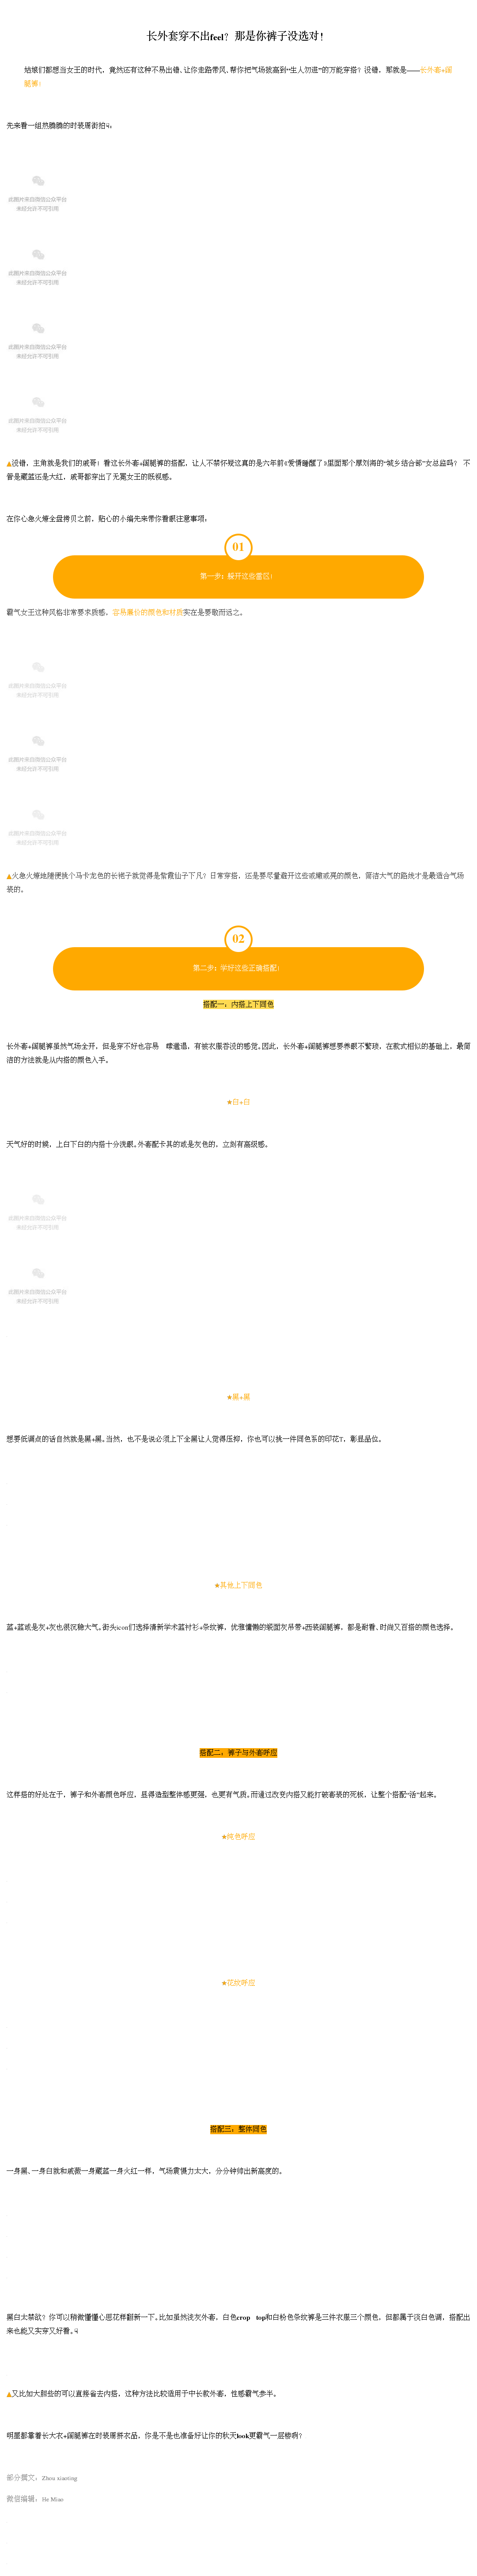 长外套穿不出feel？那是你裤子没选对！
姑娘们都想当女王的时代，竟然还有这种不易出错、让你走路带风、帮你把气场拔高到“生人勿进”的万能穿搭？没错，那就是——长外套+阔
腿裤！
先来看一组热腾腾的时装周街拍☟：
此图片来自微信公众平台
未经允许不可引用
此图片来自微信公众平台
未经允许不可引用
此图片来自微信公众平台
未经允许不可引用
此图片来自微信公众平台
未经允许不可引用
▲没错，主角就是我们的戚哥！看这长外套+阔腿裤的搭配，让人不禁怀疑这真的是六年前《爱情睡醒了》里面那个厚刘海的“城乡结合部”女总监吗？ 不
管是藏蓝还是大红，戚哥都穿出了无冕女王的既视感。
在你心急火燎全盘拷贝之前，贴心的小编先来带你看眼注意事项：
01
第一步：躲开这些雷区！
霸气女王这种风格非常要求质感，容易廉价的颜色和材质实在是要敬而远之。
此图片来自微信公众平台
未经允许不可引用
此图片来自微信公众平台
未经允许不可引用
此图片来自微信公众平台
未经允许不可引用
▲火急火燎地随便挑个马卡龙色的长裙子就觉得是紫霞仙子下凡？日常穿搭，还是要尽量避开这些或嫩或亮的颜色，简洁大气的路线才是最适合气场
装的。
02
第二步：学好这些正确搭配！
搭配一：内搭上下同色
长外套+阔腿裤虽然气场全开，但是穿不好也容易 噗邋遢，有被衣服吞没的感觉。因此，长外套+阔腿裤想要养眼不繁琐，在款式相似的基础上，最简
洁的方法就是从内搭的颜色入手。
★白+白
天气好的时候，上白下白的内搭十分洗眼。外套配卡其的或是灰色的，立刻有高级感。
此图片来自微信公众平台
未经允许不可引用
此图片来自微信公众平台
未经允许不可引用
★黑+黑
想要低调点的话自然就是黑+黑。当然，也不是说必须上下全黑让人觉得压抑，你也可以挑一件同色系的印花T，彰显品位。
★其他上下同色
蓝+蓝或是灰+灰也很沉稳大气。街头icon们选择清新学术蓝衬衫+条纹裤，优雅慵懒的缎面灰吊带+西装阔腿裤，都是耐看、时尚又百搭的颜色选择。
搭配二：裤子与外套呼应
这样搭的好处在于，裤子和外套颜色呼应，显得造型整体感更强，也更有气质。而通过改变内搭又能打破套装的死板，让整个搭配“活”起来。
★纯色呼应
★花纹呼应
搭配三：整体同色
一身黑、一身白就和戚薇一身藏蓝一身火红一样，气场震慑力太大，分分钟帅出新高度的。
黑白太禁欲？你可以稍微懂懂心思花样翻新一下。比如虽然浅灰外套，白色crop top和白粉色条纹裤是三件衣服三个颜色，但都属于淡白色调，搭配出
来也能又实穿又好看。☟
▲又比如大胆些的可以直接省去内搭，这种方法比较适用于中长款外套，性感霸气参半。
明星都靠着长大衣+阔腿裤在时装周拼衣品，你是不是也准备好让你的秋天look更霸气一层楼咧？
部分撰文：Zhou xiaoting
微信编辑：He Miao